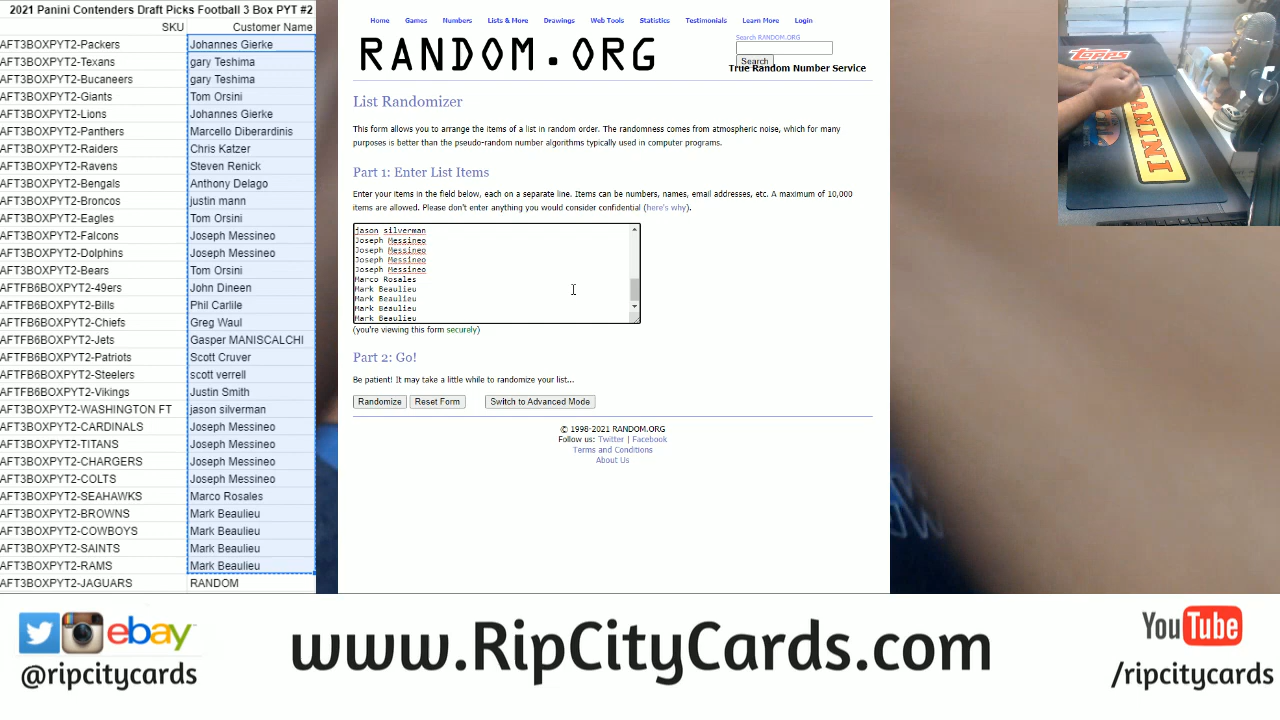 2021 Panini Contenders Draft Picks Football 3 Box PYT #2
SKU Customer Name
AFT3BOXPYT2-Packers Johannes Gierke
AFT3BOXPYT2-Texans gary Teshima
AFT3BOXPYT2-Bucaneers gary Teshima
AFT3BOXPYT2-Giants Tom Orsini
AFT3BOXPYT2-Lions Johannes Gierke
AFT3BOXPYT2-Panthers Marcello Diberardinis
AFT3BOXPYT2-Raiders Chris Katzer
AFT3BOXPYT2-Ravens Steven Renick
AFT3BOXPYT2-Bengals Anthony Delago
AFT3BOXPYT2-Broncos justin mann
AFT3BOXPYT2-Eagles Tom Orsini
AFT3BOXPYT2-Falcons Joseph Messineo
AFT3BOXPYT2-Dolphins Joseph Messineo
AFT3BOXPYT2-Bears Tom Orsini
AFTFB6BOXPYT-49ers John Dineen
AFTFB6BOXPYT-Bills Phil Carlile
AFTFB6BOXPYT-Chiefs Greg Waul
AFTFB6BOXPYT-Jets Gasper MANISCALCHI
AFTFB6BOXPYT-Patriots Scott Cruver
AFTFB6BOXPYT-Steelers scott verrell
AFTFB6BOXPYT-Vikings Justin Smith
AFT3BOXPYT2-WASHINGTON FT jason silverman
AFT3BOXPYT2-CARDINALS Joseph Messineo
AFT3BOXPYT2-TITANS Joseph Messineo
AFT3BOXPYT2-CHARGERS Joseph Messineo
AFT3BOXPYT2-COLTS Joseph Messineo
AFT3BOXPYT2-SEAHAWKS Marco Rosales
AFT3BOXPYT2-BROWNS Mark Beaulieu
AFT3BOXPYT2-COWBOYS Mark Beaulieu
AFT3BOXPYT2-SAINTS Mark Beaulieu
AFT3BOXPYT2-RAMS Mark Beaulieu
AFT3BOXPYT2-JAGUARS RANDOM
Home Games Numbers Lists & More Drawings Web Tools Statistics Testimonials Learn More Login
RANDOM.ORG
Search RANDOM.ORG
Search
True Random Number Service
List Randomizer
This form allows you to arrange the items of a list in random order. The randomness comes from atmospheric noise, which for many
purposes is better than the pseudo-random number algorithms typically used in computer programs.
Part 1: Enter List Items
Enter your items in the field below, each on a separate line. Items can be numbers, names, email addresses, etc. A maximum of 10,000
items are allowed. Please don't enter anything you would consider confidential (here's why).
jason silverman
Joseph Messineo
Joseph Messineo
Joseph Messineo
Joseph Messineo
Marco Rosales
Mark Beaulieu
Mark Beaulieu
Mark Beaulieu
Mark Beaulieu
(you're viewing this form securely)
Part 2: Go!
Be patient! It may take a little while to randomize your list...
Randomize Reset Form Switch to Advanced Mode
© 1998-2021 RANDOM.ORG
Follow us: Twitter | Facebook
Terms and Conditions
About Us
TOPPS
PANINI
ebay
@ripcitycards
www.RipCityCards.com
You Tube
/ripcitycards